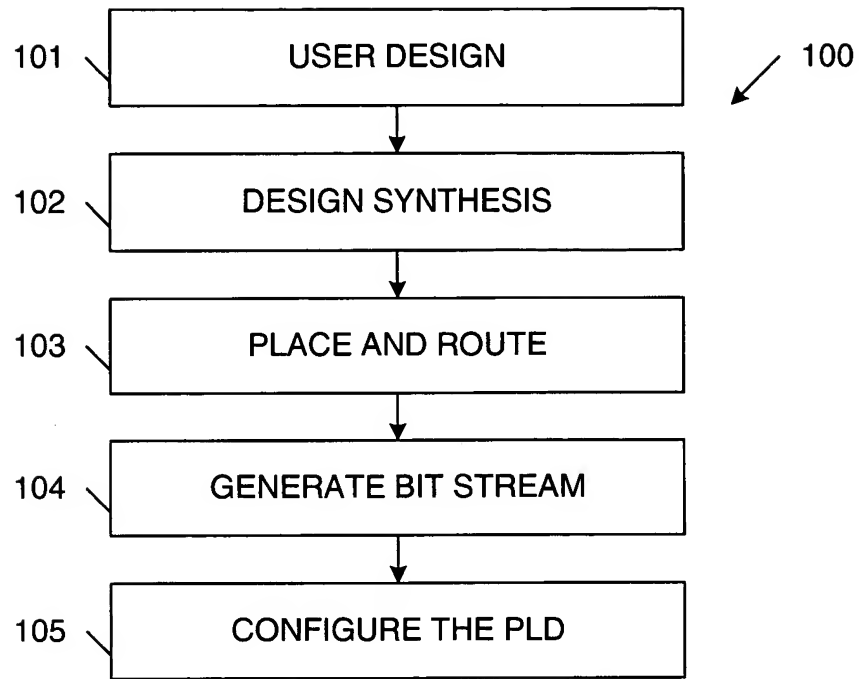 101 USER DESIGN 100
102 DESIGN SYNTHESIS
103 PLACE AND ROUTE
104 GENERATE BIT STREAM
105 CONFIGURE THE PLD